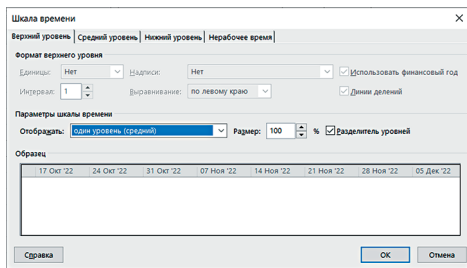 Шкала времени
Верхний уровень Средний уровень Нижний уровень Нерабочее время
Формат верхнего уровня
Единицы: Нет Надписи: Нет Использовать финансовый год
Интервал: 1 Выравнивание: по левому краю Линии делений
Параметры шкалы времени
Отображать: один уровень (средний) Размер: 100 % Разделитель уровней
Образец
17 Окт '22 24 Окт '22 31 Окт '22 07 Ноя '22 14 Ноя '22 21 Ноя '22 28 Ноя '22 05 Дек '22
Справка ОК Отмена